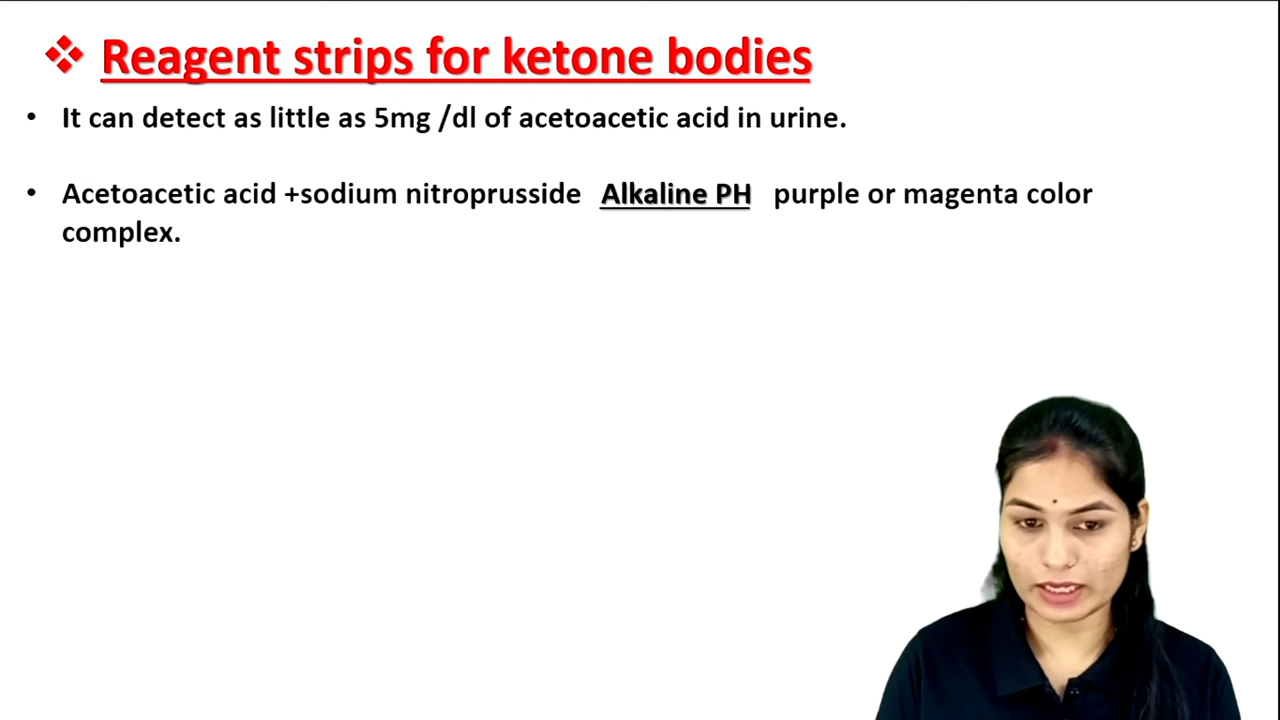 ❖ Reagent strips for ketone bodies
• It can detect as little as 5mg /dl of acetoacetic acid in urine.
• Acetoacetic acid +sodium nitroprusside Alkaline PH purple or magenta color
complex.